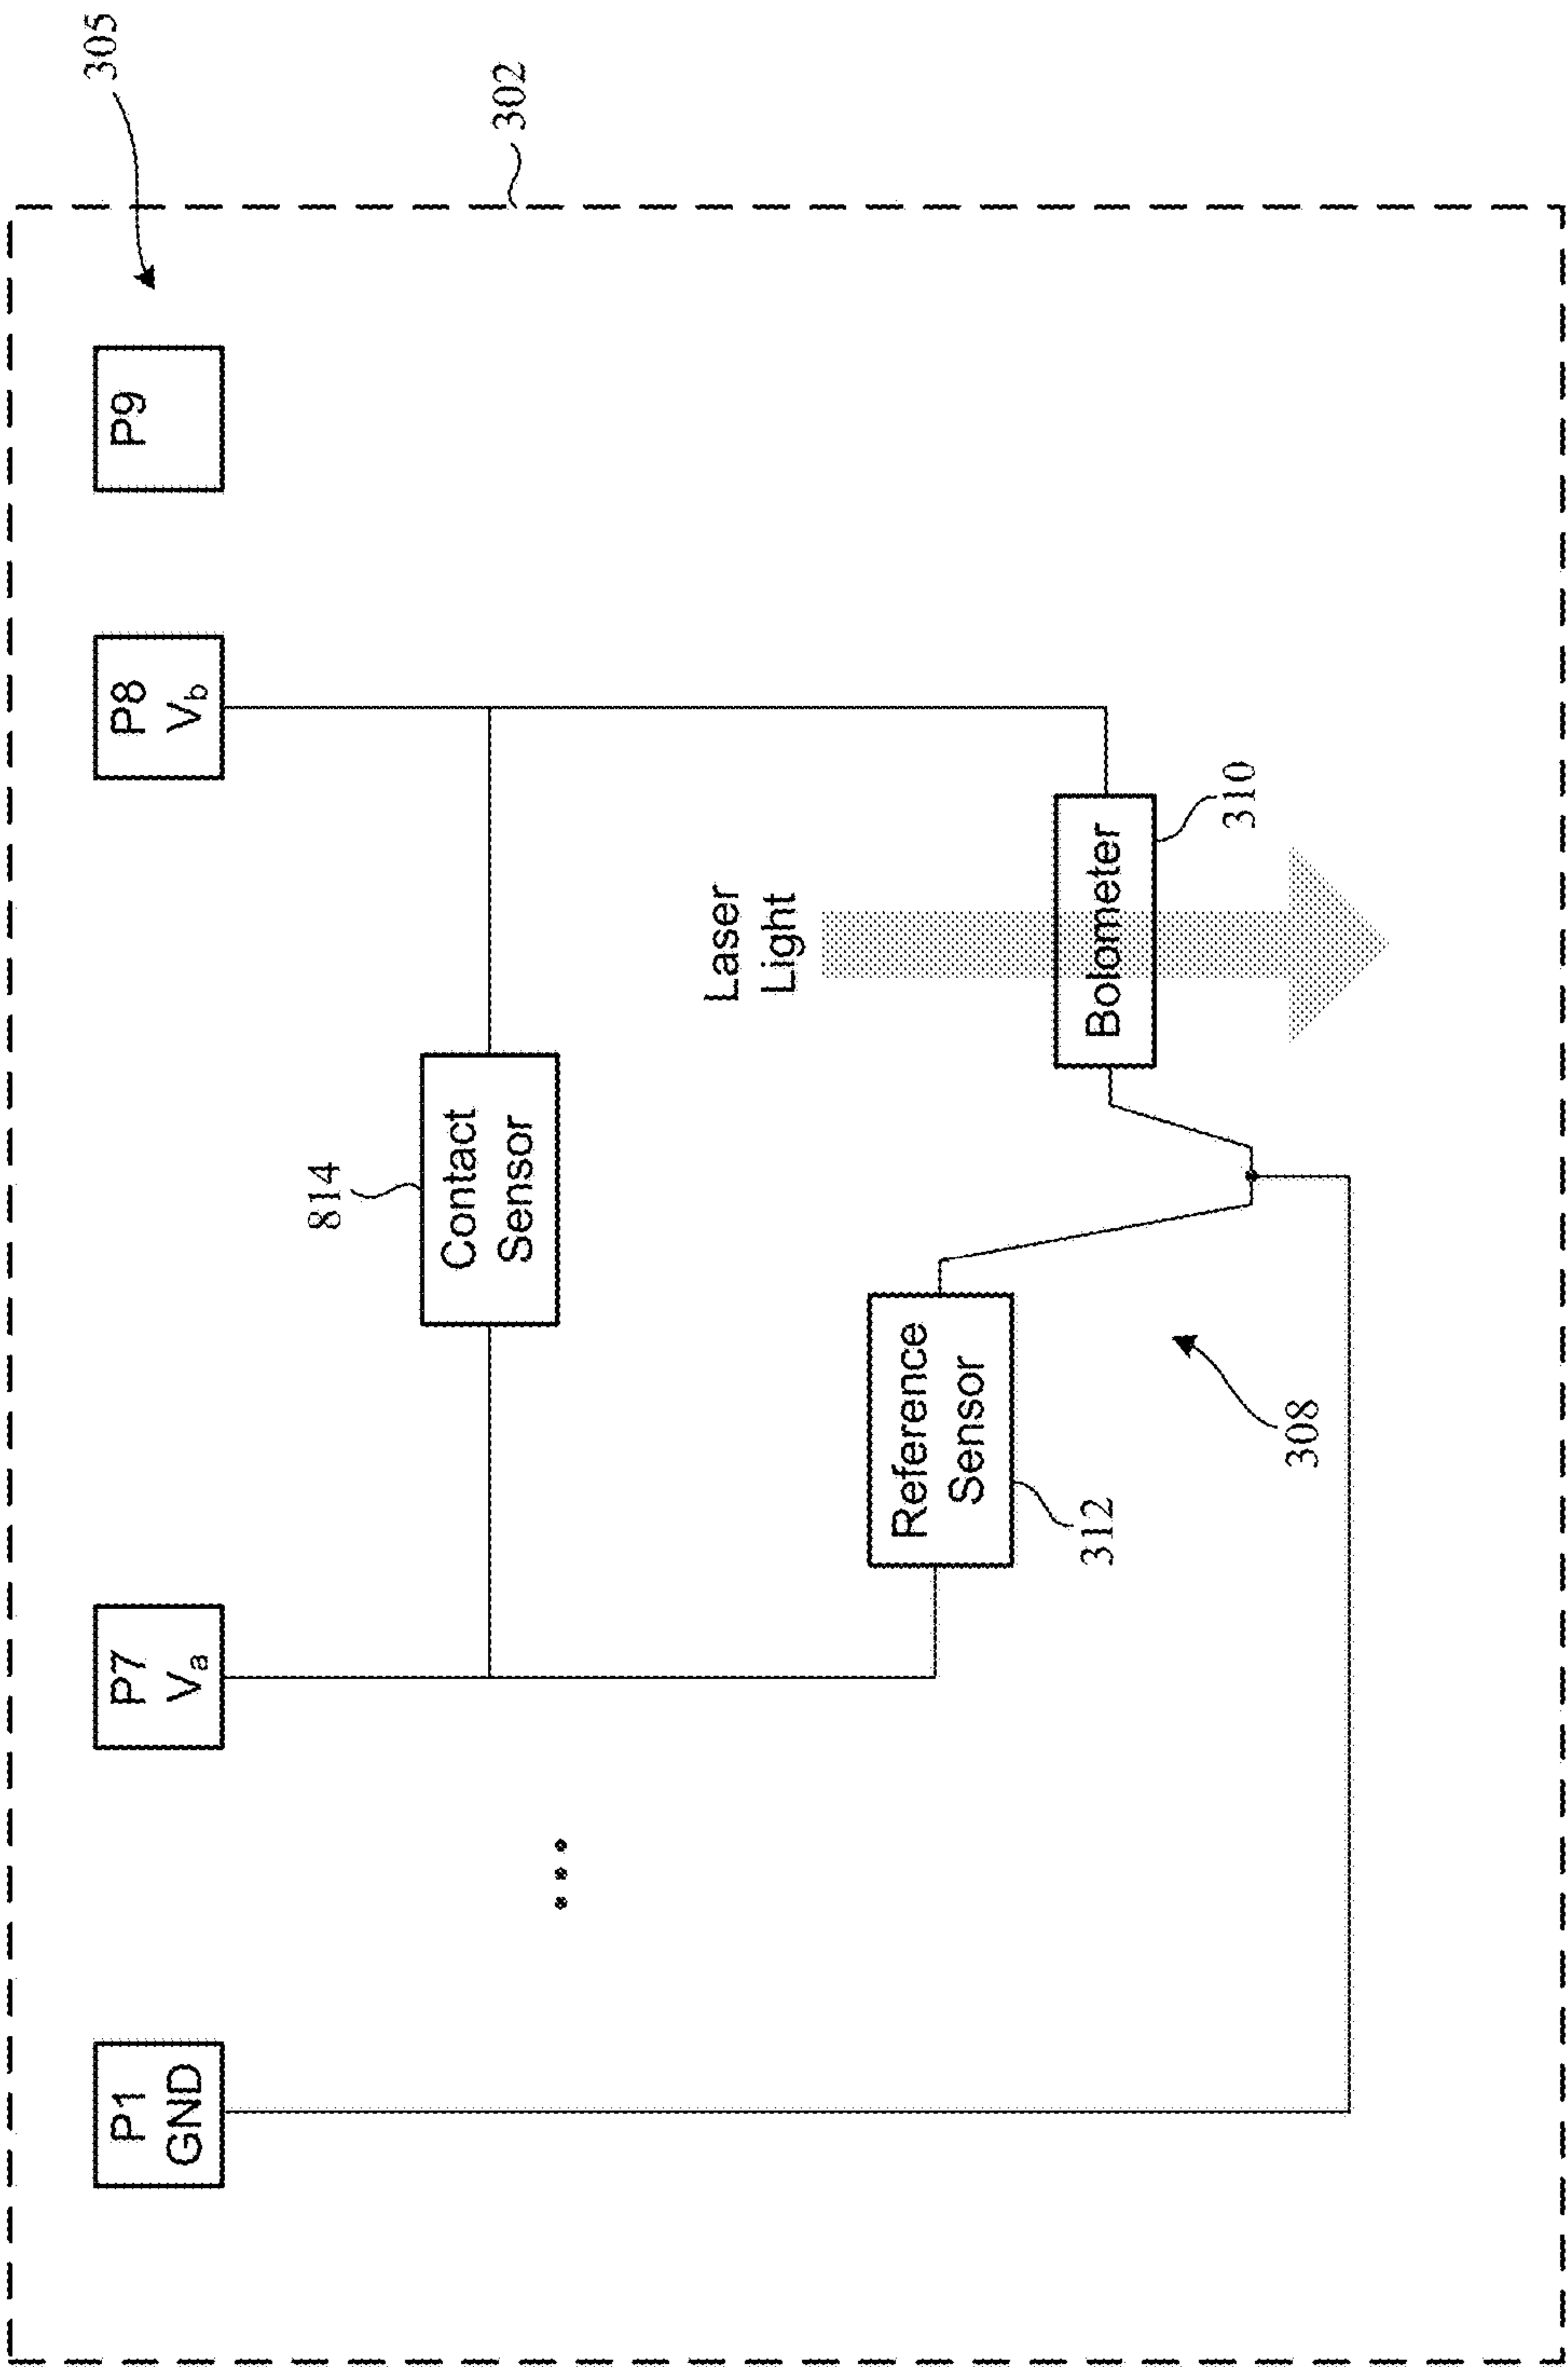 305
302
P1
GND
P7
Va
P8
Vb
P9
814
Contact
Sensor
Laser
Light
Reference
Sensor
312
Bolometer
310
308